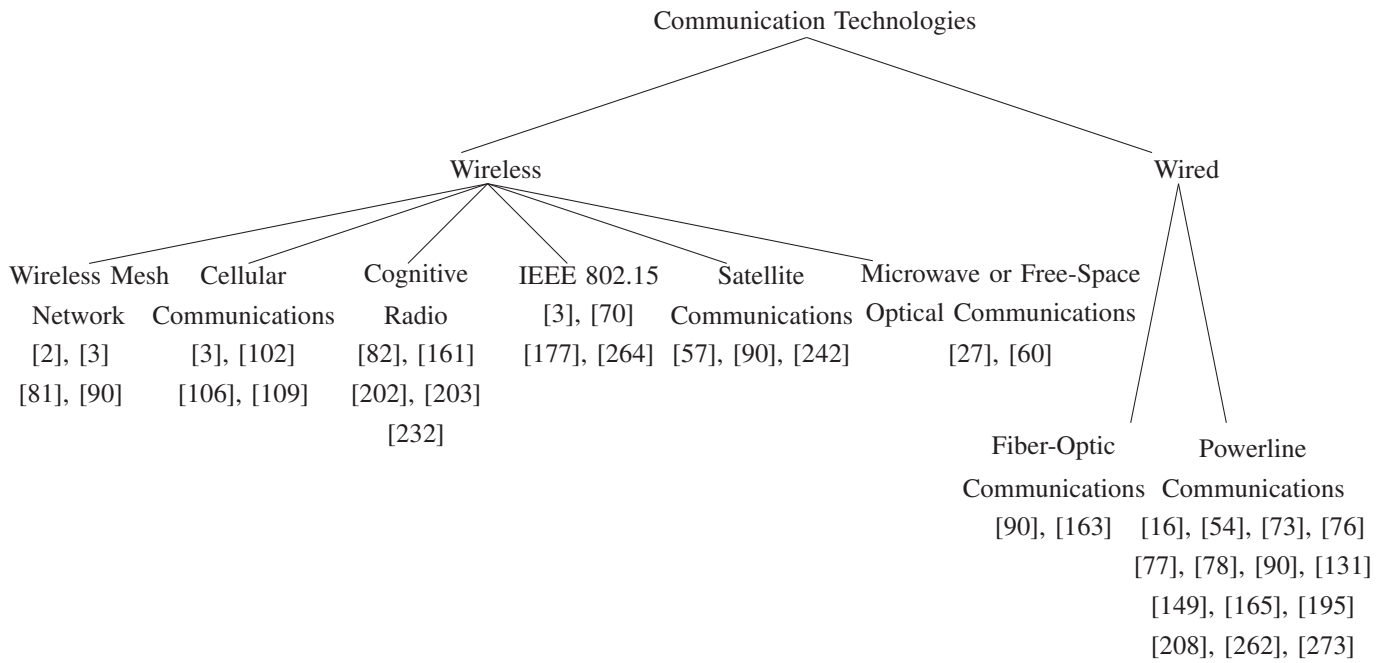 Communication Technologies
Wireless
Wired
Wireless Mesh
Network
[2], [3]
[81], [90]
Cellular
Communications
[3], [102]
[106], [109]
Cognitive
Radio
[82], [161]
[202], [203]
[232]
IEEE 802.15
[3], [70]
[177], [264]
Satellite
Communications
[57], [90], [242]
Microwave or Free-Space
Optical Communications
[27], [60]
Fiber-Optic
Communications
[90], [163]
Powerline
Communications
[16], [54], [73], [76]
[77], [78], [90], [131]
[149], [165], [195]
[208], [262], [273]